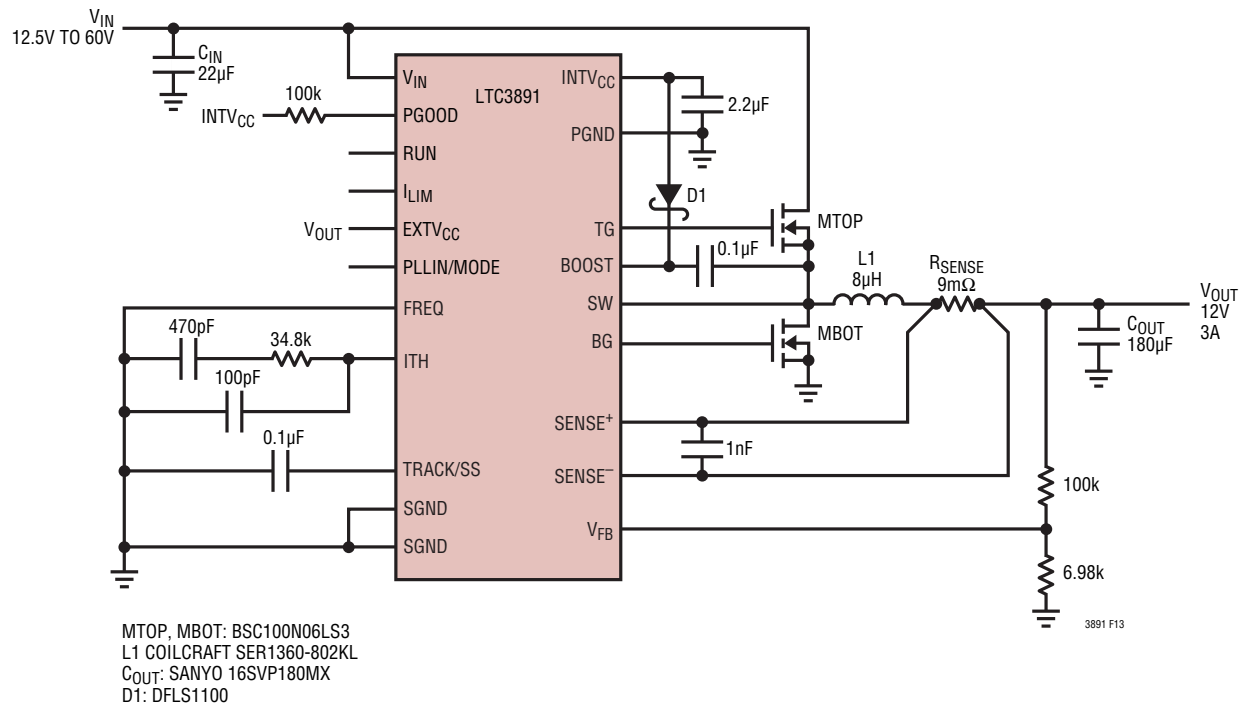 VIN
12.5V TO 60V
CIN
22µF
100k
INTVCC
VIN
PGOOD
RUN
ILIM
VOUT
EXTVCC
PLLIN/MODE
FREQ
470pF
34.8k
ITH
100pF
0.1µF
TRACK/SS
SGND
SGND
LTC3891
INTVCC
2.2µF
PGND
D1
TG
MTOP
BOOST
0.1µF
SW
L1
8µH
RSENSE
9mΩ
VOUT
12V
3A
COUT
180µF
BG
MBOT
SENSE+
1nF
SENSE–
100k
VFB
6.98k
3891 F13
MTOP, MBOT: BSC100N06LS3
L1 COILCRAFT SER1360-802KL
COUT: SANYO 16SVP180MX
D1: DFLS1100